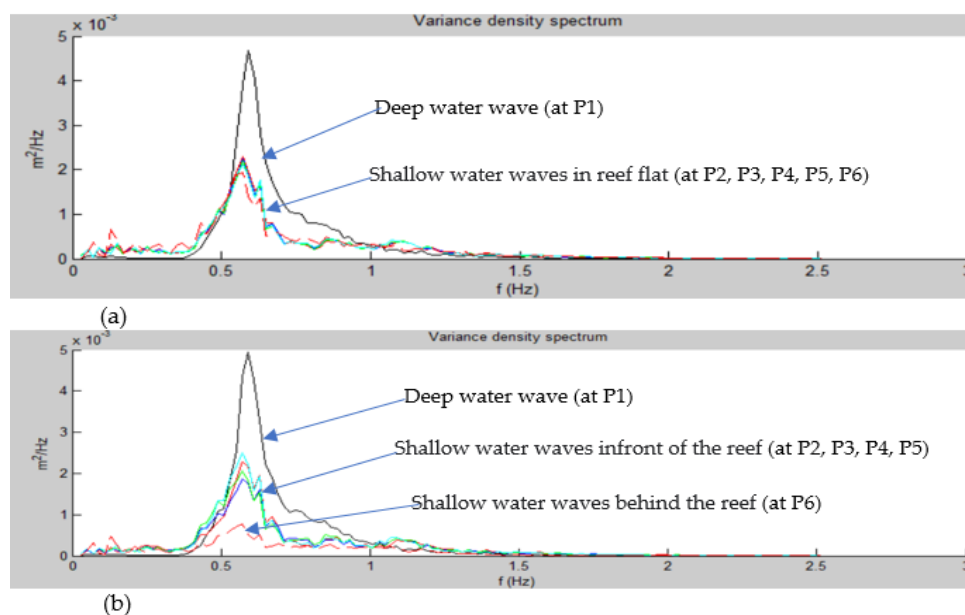 Variance density spectrum
x 10⁻³
5
4
3
2
1
0
m²/Hz
Deep water wave (at P1)
Shallow water waves in reef flat (at P2, P3, P4, P5, P6)
0 0.5 1 1.5 2 2.5 3
f (Hz)
(a)
Variance density spectrum
x 10⁻³
5
4
3
2
1
0
m²/Hz
Deep water wave (at P1)
Shallow water waves infront of the reef (at P2, P3, P4, P5)
Shallow water waves behind the reef (at P6)
0 0.5 1 1.5 2 2.5 3
f (Hz)
(b)